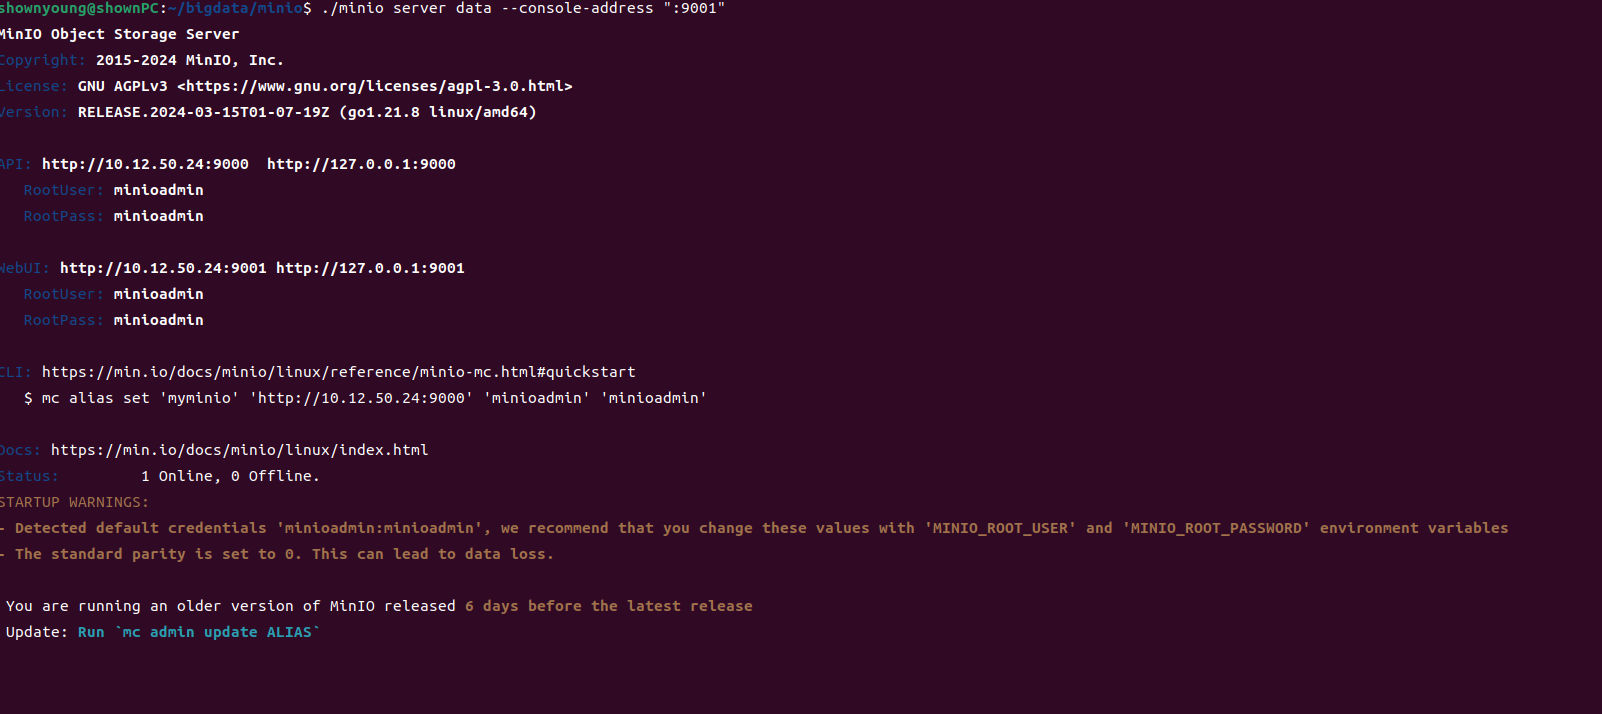 shownyoung@shownPC:~/bigdata/minio$ ./minio server data --console-address ":9001"
MinIO Object Storage Server
Copyright: 2015-2024 MinIO, Inc.
License: GNU AGPLv3 <https://www.gnu.org/licenses/agpl-3.0.html>
Version: RELEASE.2024-03-15T01-07-19Z (go1.21.8 linux/amd64)
API: http://10.12.50.24:9000  http://127.0.0.1:9000
RootUser: minioadmin
RootPass: minioadmin
WebUI: http://10.12.50.24:9001 http://127.0.0.1:9001
RootUser: minioadmin
RootPass: minioadmin
CLI: https://min.io/docs/minio/linux/reference/minio-mc.html#quickstart
$ mc alias set 'myminio' 'http://10.12.50.24:9000' 'minioadmin' 'minioadmin'
Docs: https://min.io/docs/minio/linux/index.html
Status: 1 Online, 0 Offline.
STARTUP WARNINGS:
- Detected default credentials 'minioadmin:minioadmin', we recommend that you change these values with 'MINIO_ROOT_USER' and 'MINIO_ROOT_PASSWORD' environment variables
- The standard parity is set to 0. This can lead to data loss.
You are running an older version of MinIO released 6 days before the latest release
Update: Run `mc admin update ALIAS`